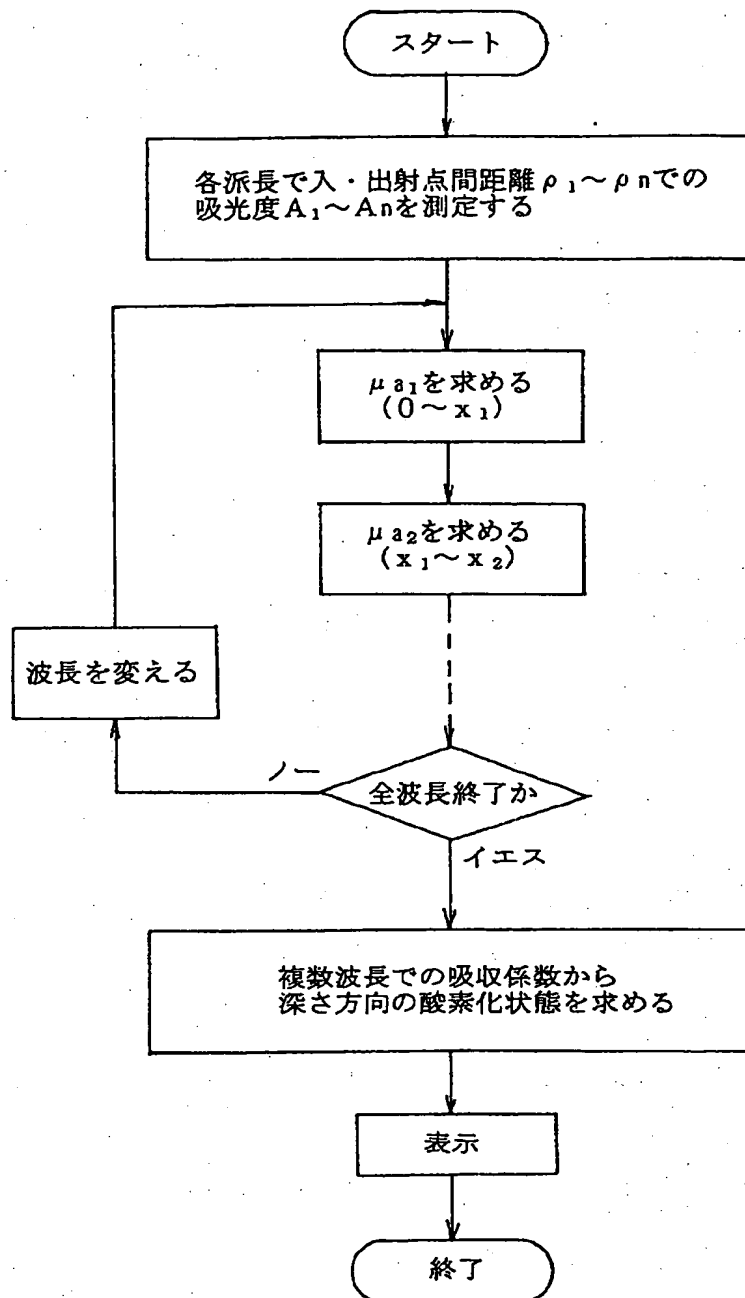 スタート
各派長で入・出射点間距離ρ₁～ρnでの
吸光度A₁～Anを測定する
μa₁を求める
(0～x₁)
μa₂を求める
(x₁～x₂)
波長を変える
ノー
全波長終了か
イエス
複数波長での吸収係数から
深さ方向の酸素化状態を求める
表示
終了